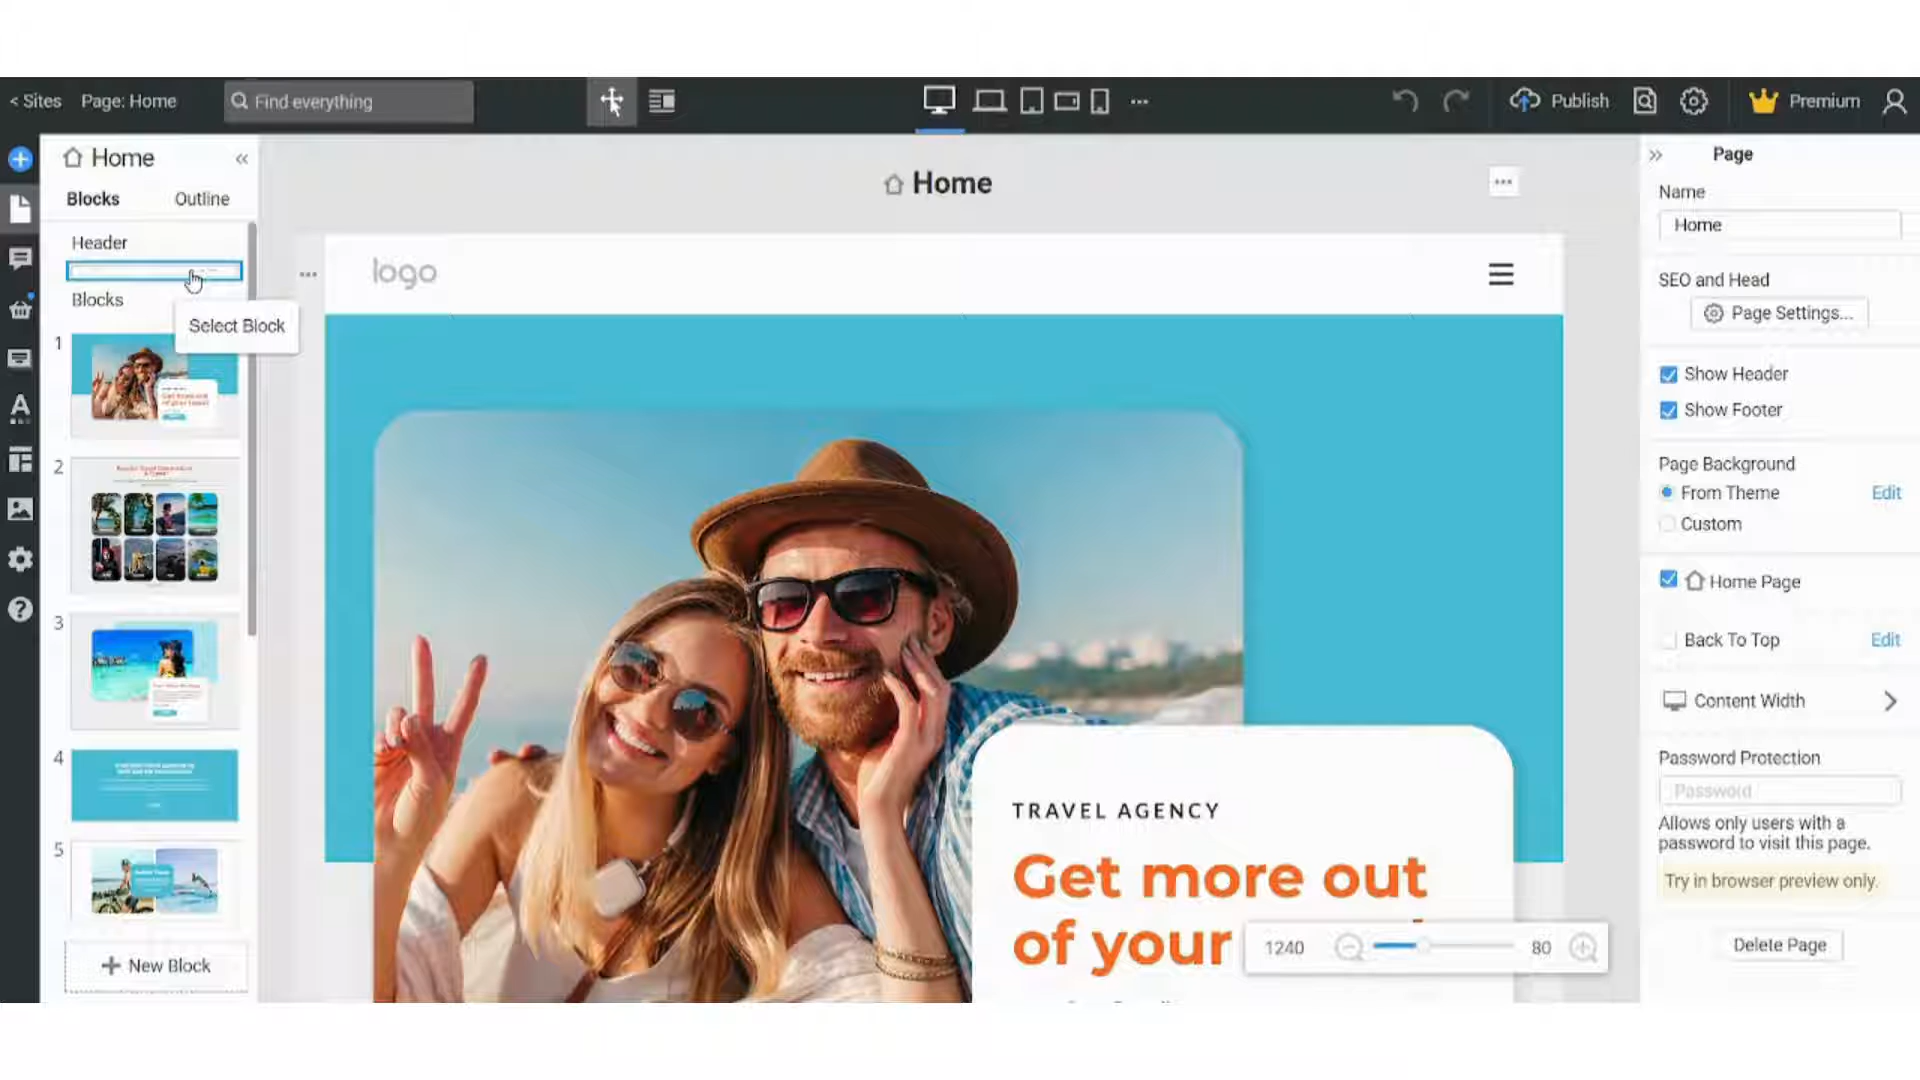 < Sites Page: Home Find everything Publish Premium
Home
Blocks Outline
Header
Blocks
Select Block
1
2
3
4
5
New Block
Home
logo
TRAVEL AGENCY
Get more out
of your
1240 80
Page
Name
Home
SEO and Head
Page Settings...
Show Header
Show Footer
Page Background
From Theme Edit
Custom
Home Page
Back To Top Edit
Content Width
Password Protection
Password
Allows only users with a
password to visit this page.
Try in browser preview only.
Delete Page